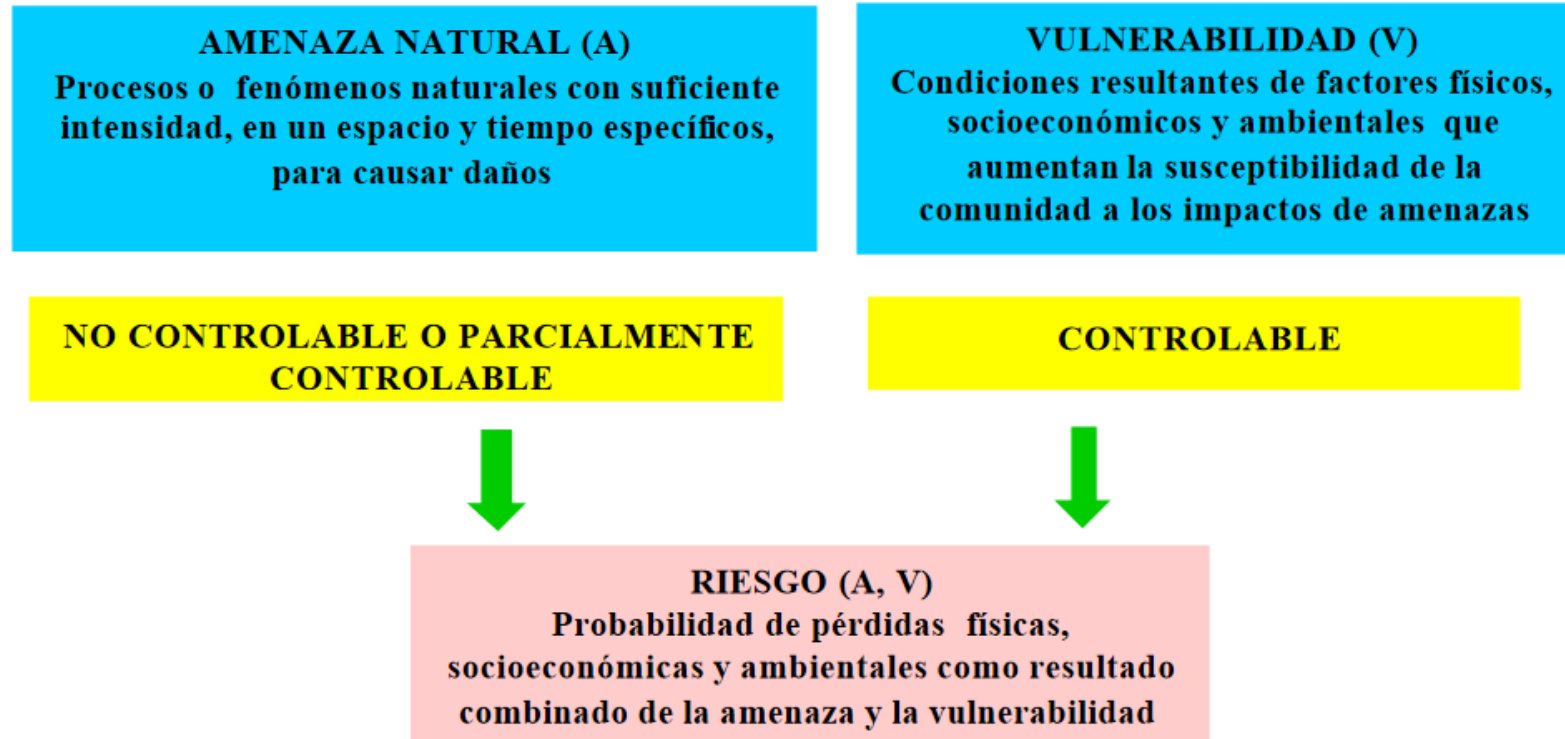 AMENAZA NATURAL (A)
Procesos o fenómenos naturales con suficiente
intensidad, en un espacio y tiempo específicos,
para causar daños
VULNERABILIDAD (V)
Condiciones resultantes de factores físicos,
socioeconómicos y ambientales que
aumentan la susceptibilidad de la
comunidad a los impactos de amenazas
NO CONTROLABLE O PARCIALMENTE
CONTROLABLE
CONTROLABLE
RIESGO (A, V)
Probabilidad de pérdidas físicas,
socioeconómicas y ambientales como resultado
combinado de la amenaza y la vulnerabilidad